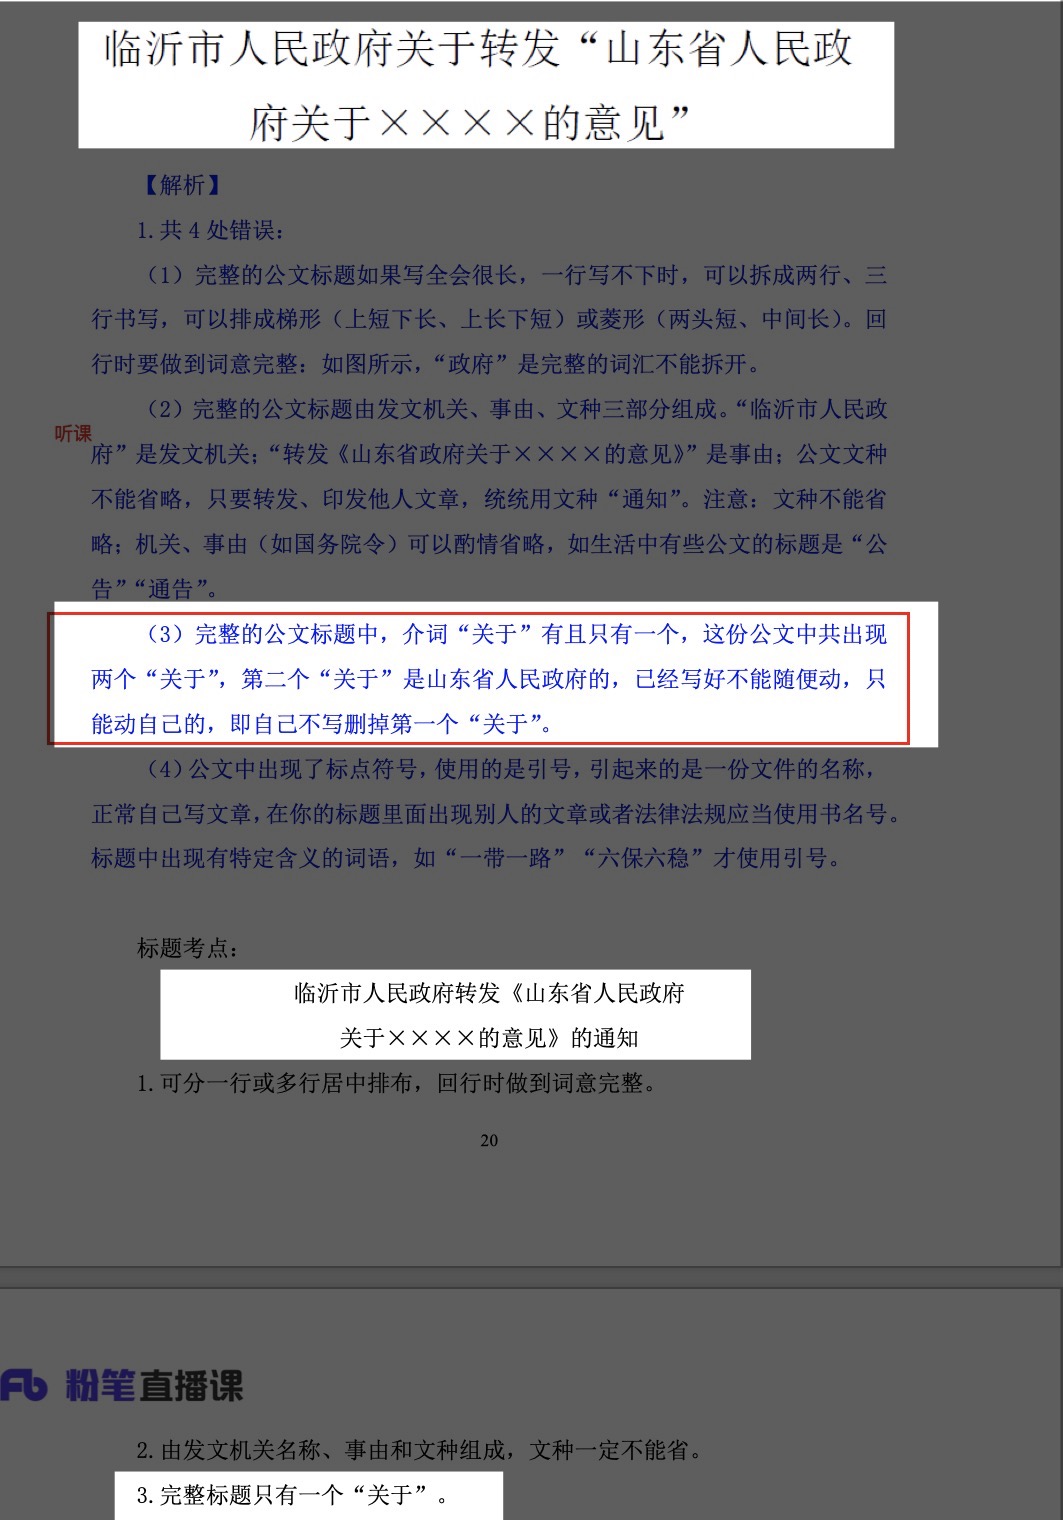 临沂市人民政府关于转发“山东省人民政
府关于××××的意见”
【解析】
1.共 4 处错误：
（1）完整的公文标题如果写全会很长，一行写不下时，可以拆成两行、三
行书写，可以排成梯形（上短下长、上长下短）或菱形（两头短、中间长）。回
行时要做到词意完整：如图所示，“政府”是完整的词汇不能拆开。
（2）完整的公文标题由发文机关、事由、文种三部分组成。“临沂市人民政
听课
府”是发文机关；“转发《山东省政府关于××××的意见》”是事由；公文文种
不能省略，只要转发、印发他人文章，统统用文种“通知”。注意：文种不能省
略；机关、事由（如国务院令）可以酌情省略，如生活中有些公文的标题是“公
告”“通告”。
（3）完整的公文标题中，介词“关于”有且只有一个，这份公文中共出现
两个“关于”，第二个“关于”是山东省人民政府的，已经写好不能随便动，只
能动自己的，即自己不写删掉第一个“关于”。
（4）公文中出现了标点符号，使用的是引号，引起来的是一份文件的名称，
正常自己写文章，在你的标题里面出现别人的文章或者法律法规应当使用书名号。
标题中出现有特定含义的词语，如“一带一路”“六保六稳”才使用引号。
标题考点：
临沂市人民政府转发《山东省人民政府
关于××××的意见》的通知
1.可分一行或多行居中排布，回行时做到词意完整。
20
Fb 粉笔直播课
2.由发文机关名称、事由和文种组成，文种一定不能省。
3.完整标题只有一个“关于”。